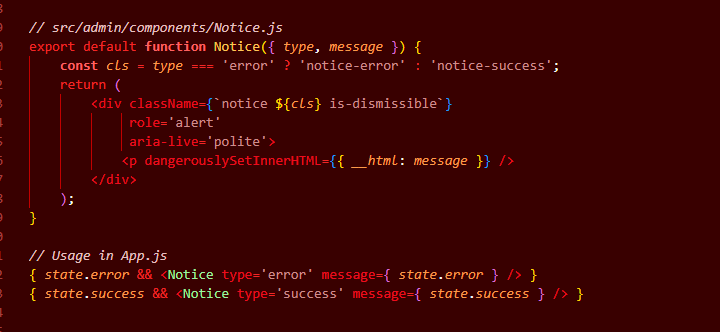 // src/admin/components/Notice.js
export default function Notice({ type, message }) {
    const cls = type === 'error' ? 'notice-error' : 'notice-success';
    return (
        <div className={`notice ${cls} is-dismissible`}
             role='alert'
             aria-live='polite'>
            <p dangerouslySetInnerHTML={{ __html: message }} />
        </div>
    );
}
// Usage in App.js
{ state.error && <Notice type='error' message={ state.error } /> }
{ state.success && <Notice type='success' message={ state.success } /> }